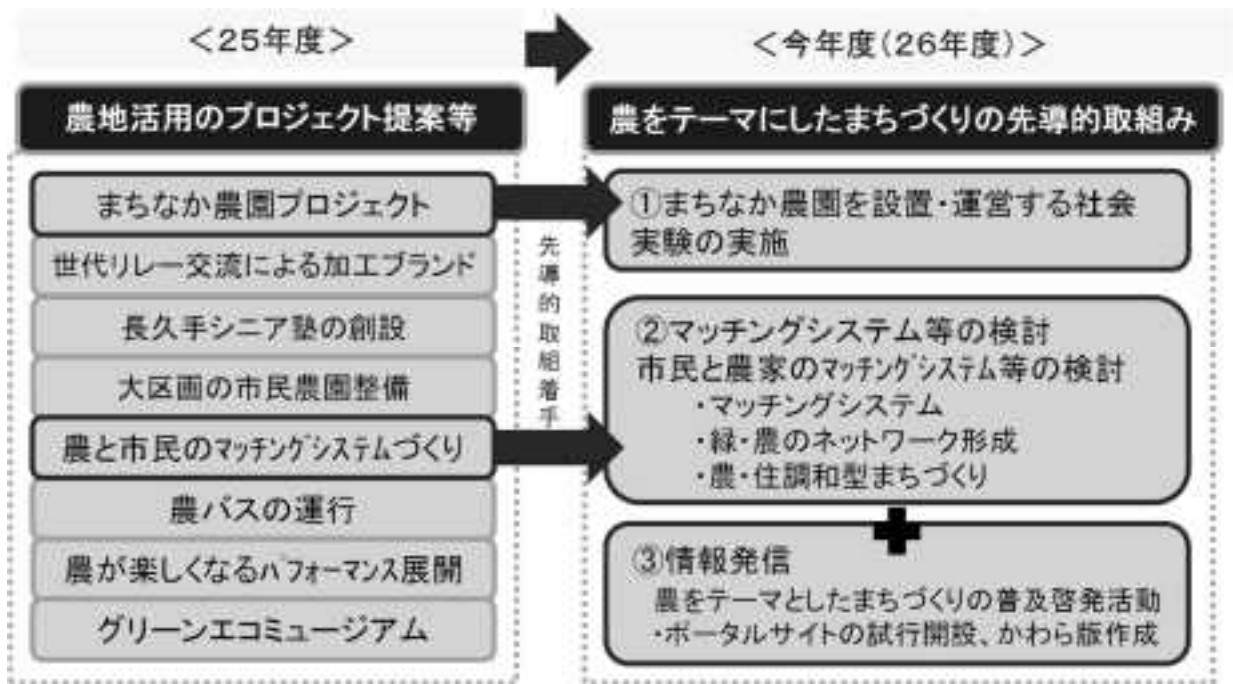 ＜25年度＞
＜今年度(26年度)＞
農地活用のプロジェクト提案等
まちなか農園プロジェクト
世代リレー交流による加工ブランド
長久手シニア塾の創設
大区画の市民農園整備
農と市民のマッチングシステムづくり
農バスの運行
農が楽しくなるパフォーマンス展開
グリーンエコミュージアム
先導的取組着手
農をテーマにしたまちづくりの先導的取組み
①まちなか農園を設置・運営する社会
実験の実施
②マッチングシステム等の検討
市民と農家のマッチングシステム等の検討
・マッチングシステム
・緑・農のネットワーク形成
・農・住調和型まちづくり
③情報発信
農をテーマとしたまちづくりの普及啓発活動
・ポータルサイトの試行開設、かわら版作成